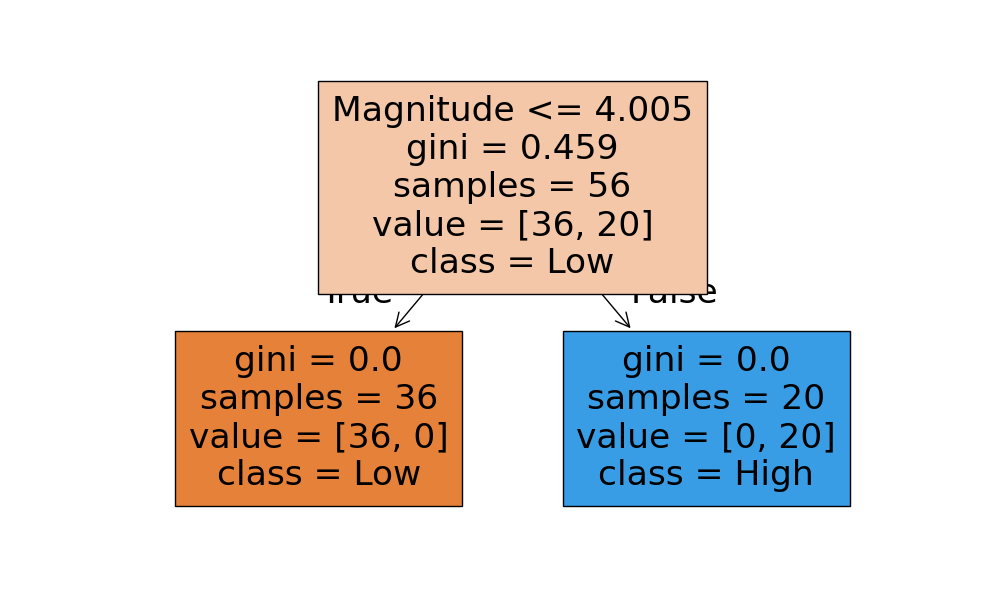 Magnitude <= 4.005
gini = 0.459
samples = 56
value = [36, 20]
class = Low
True
False
gini = 0.0
samples = 36
value = [36, 0]
class = Low
gini = 0.0
samples = 20
value = [0, 20]
class = High